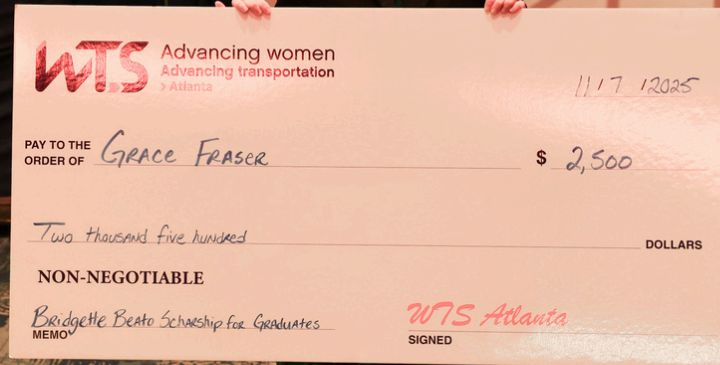 WTS Advancing women
Advancing transportation
> Atlanta
11/7/2025
PAY TO THE
ORDER OF GRACE FRASER $ 2,500
Two thousand five hundred DOLLARS
NON-NEGOTIABLE
Bridgette Beato Scharship for Graduates WTS Atlanta
MEMO SIGNED